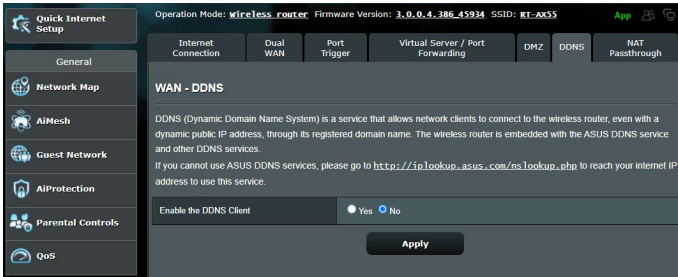 Quick Internet Setup
Operation Mode: Wireless router Firmware Version: 3.0.0.4.386_45934 SSID: RT-AX55 App
General
Network Map
AiMesh
Guest Network
AiProtection
Parental Controls
QoS
Internet Connection
Dual WAN
Port Trigger
Virtual Server / Port Forwarding
DMZ
DDNS
NAT Passthrough
WAN - DDNS
DDNS (Dynamic Domain Name System) is a service that allows network clients to connect to the wireless router, even with a
dynamic public IP address, through its registered domain name. The wireless router is embedded with the ASUS DDNS service
and other DDNS services.
If you cannot use ASUS DDNS services, please go to http://iplookup.asus.com/nslookup.php to reach your internet IP
address to use this service.
Enable the DDNS Client Yes No
Apply